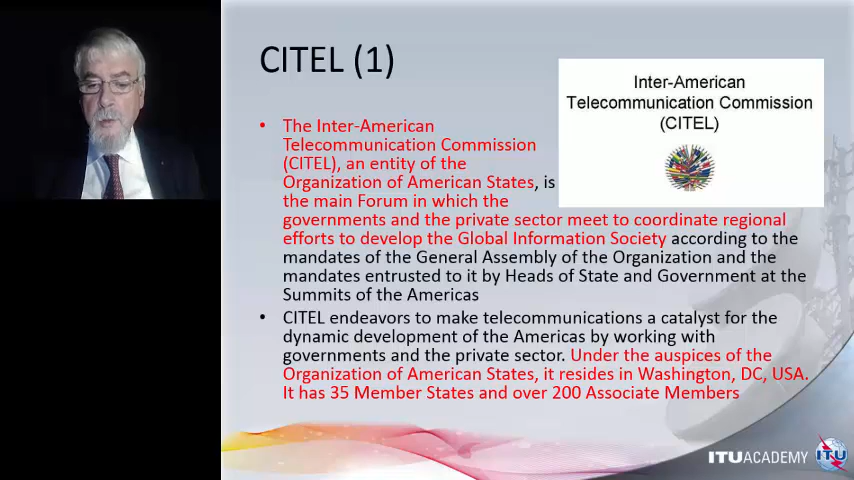 CITEL (1)
Inter-American
Telecommunication Commission
(CITEL)
• The Inter-American
Telecommunication Commission
(CITEL), an entity of the
Organization of American States, is
the main Forum in which the
governments and the private sector meet to coordinate regional
efforts to develop the Global Information Society according to the
mandates of the General Assembly of the Organization and the
mandates entrusted to it by Heads of State and Government at the
Summits of the Americas
• CITEL endeavors to make telecommunications a catalyst for the
dynamic development of the Americas by working with
governments and the private sector. Under the auspices of the
Organization of American States, it resides in Washington, DC, USA.
It has 35 Member States and over 200 Associate Members
ITUACADEMY
ITU